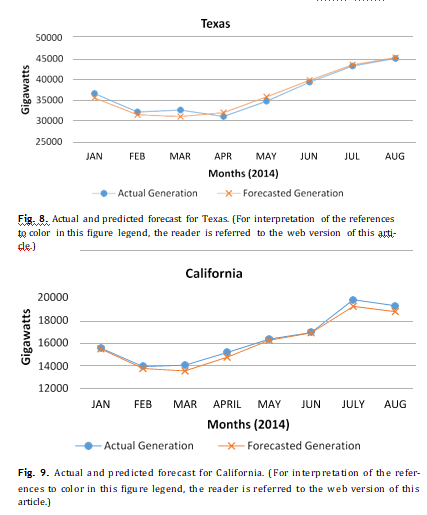 Texas
50000
45000
40000
35000
30000
25000
Gigawatts
JAN FEB MAR APR MAY JUN JUL AUG
Months (2014)
Actual Generation Forecasted Generation
Fig. 8. Actual and predicted forecast for Texas. (For interpretation of the references
to color in this figure legend, the reader is referred to the web version of this arti-
cle.)
California
20000
18000
16000
14000
12000
Gigawatts
JAN FEB MAR APRIL MAY JUN JULY AUG
Months (2014)
Actual Generation Forecasted Generation
Fig. 9. Actual and predicted forecast for California. (For interpretation of the refer-
ences to color in this figure legend, the reader is referred to the web version of this
article.)